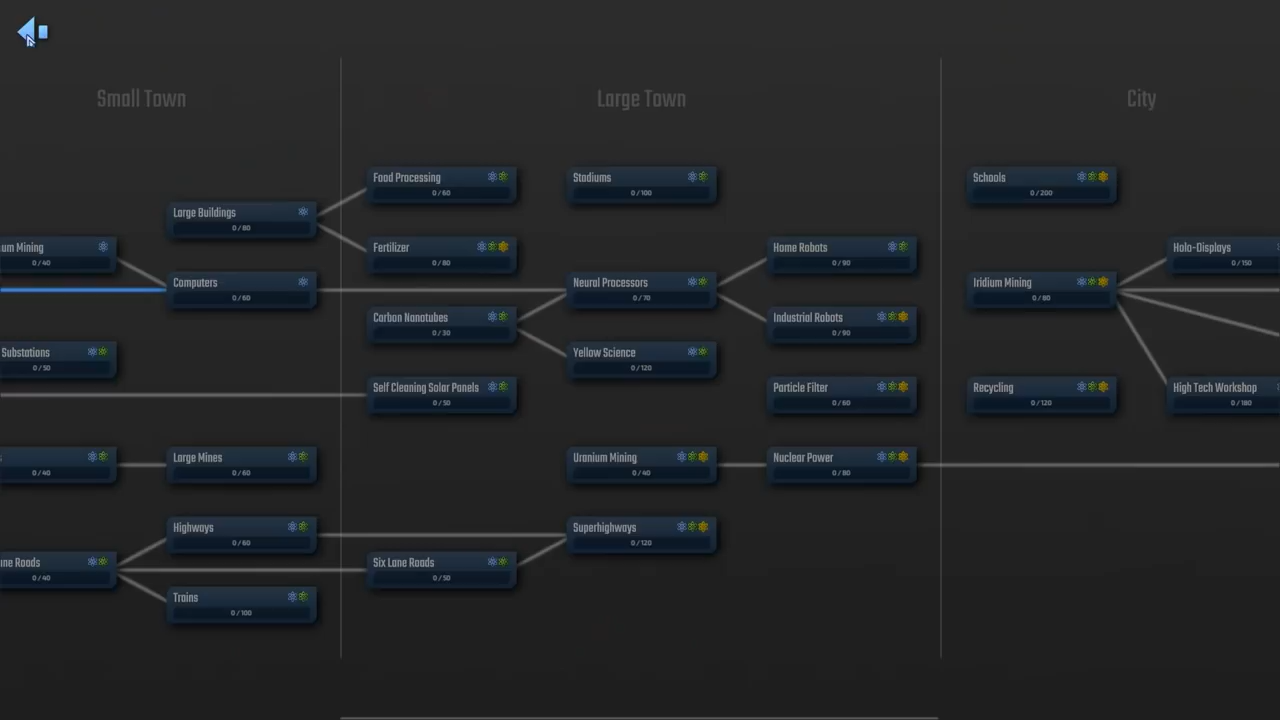 Small Town
Large Town
City
Food Processing
0/60
Stadiums
0/100
Schools
0/200
Large Buildings
0/80
um Mining
0/40
Fertilizer
0/80
Home Robots
0/90
Holo-Displays
0/150
Computers
0/60
Neural Processors
0/70
Iridium Mining
0/80
Carbon Nanotubes
0/30
Industrial Robots
0/90
Substations
0/50
Yellow Science
0/120
Self Cleaning Solar Panels
0/50
Particle Filter
0/60
Recycling
0/120
High Tech Workshop
0/180
s
0/40
Large Mines
0/60
Uranium Mining
0/40
Nuclear Power
0/80
Highways
0/60
Superhighways
0/120
ne Roads
0/40
Six Lane Roads
0/50
Trains
0/100